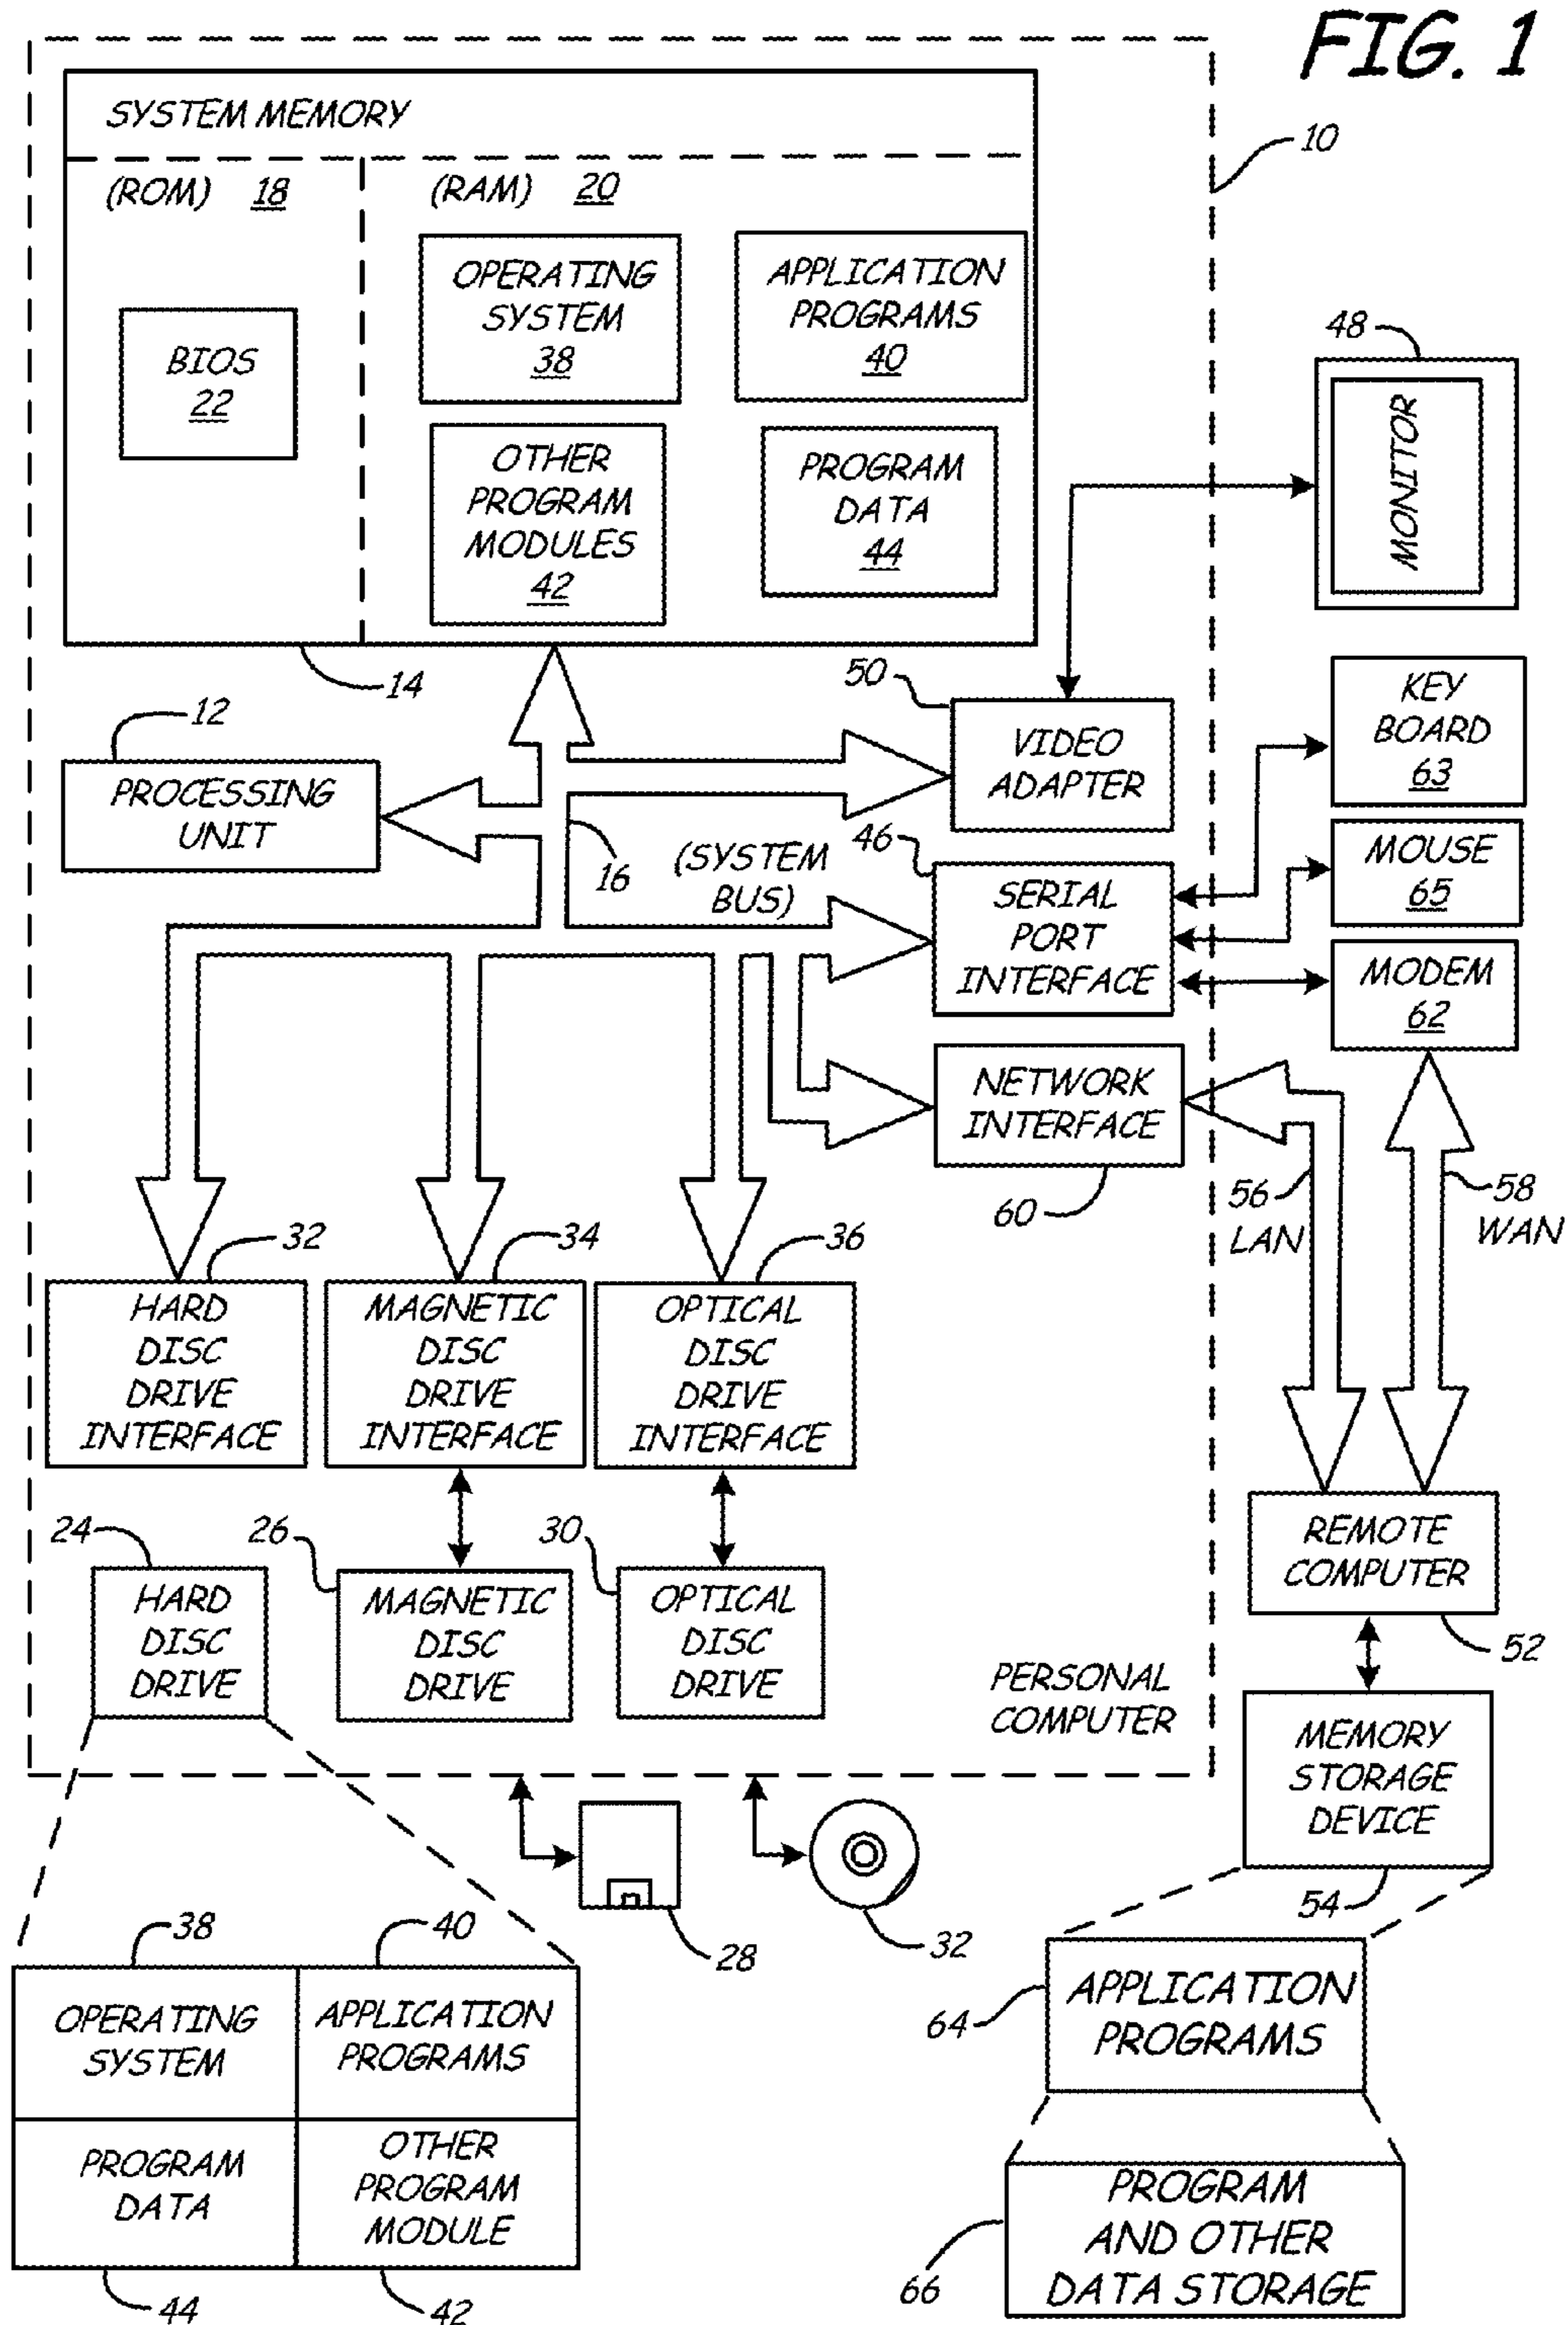 FIG. 1
10
SYSTEM MEMORY
(ROM) 18
(RAM) 20
BIOS
22
OPERATING
SYSTEM
38
APPLICATION
PROGRAMS
40
OTHER
PROGRAM
MODULES
42
PROGRAM
DATA
44
14
48
MONITOR
12
PROCESSING
UNIT
50
VIDEO
ADAPTER
KEY
BOARD
63
16
(SYSTEM
BUS)
46
SERIAL
PORT
INTERFACE
MOUSE
65
MODEM
62
NETWORK
INTERFACE
60
56
LAN
58
WAN
32
HARD
DISC
DRIVE
INTERFACE
34
MAGNETIC
DISC
DRIVE
INTERFACE
36
OPTICAL
DISC
DRIVE
INTERFACE
24
HARD
DISC
DRIVE
26
MAGNETIC
DISC
DRIVE
30
OPTICAL
DISC
DRIVE
PERSONAL
COMPUTER
REMOTE
COMPUTER
52
MEMORY
STORAGE
DEVICE
54
28
32
38
OPERATING
SYSTEM
40
APPLICATION
PROGRAMS
PROGRAM
DATA
44
OTHER
PROGRAM
MODULE
42
64
APPLICATION
PROGRAMS
66
PROGRAM
AND OTHER
DATA STORAGE